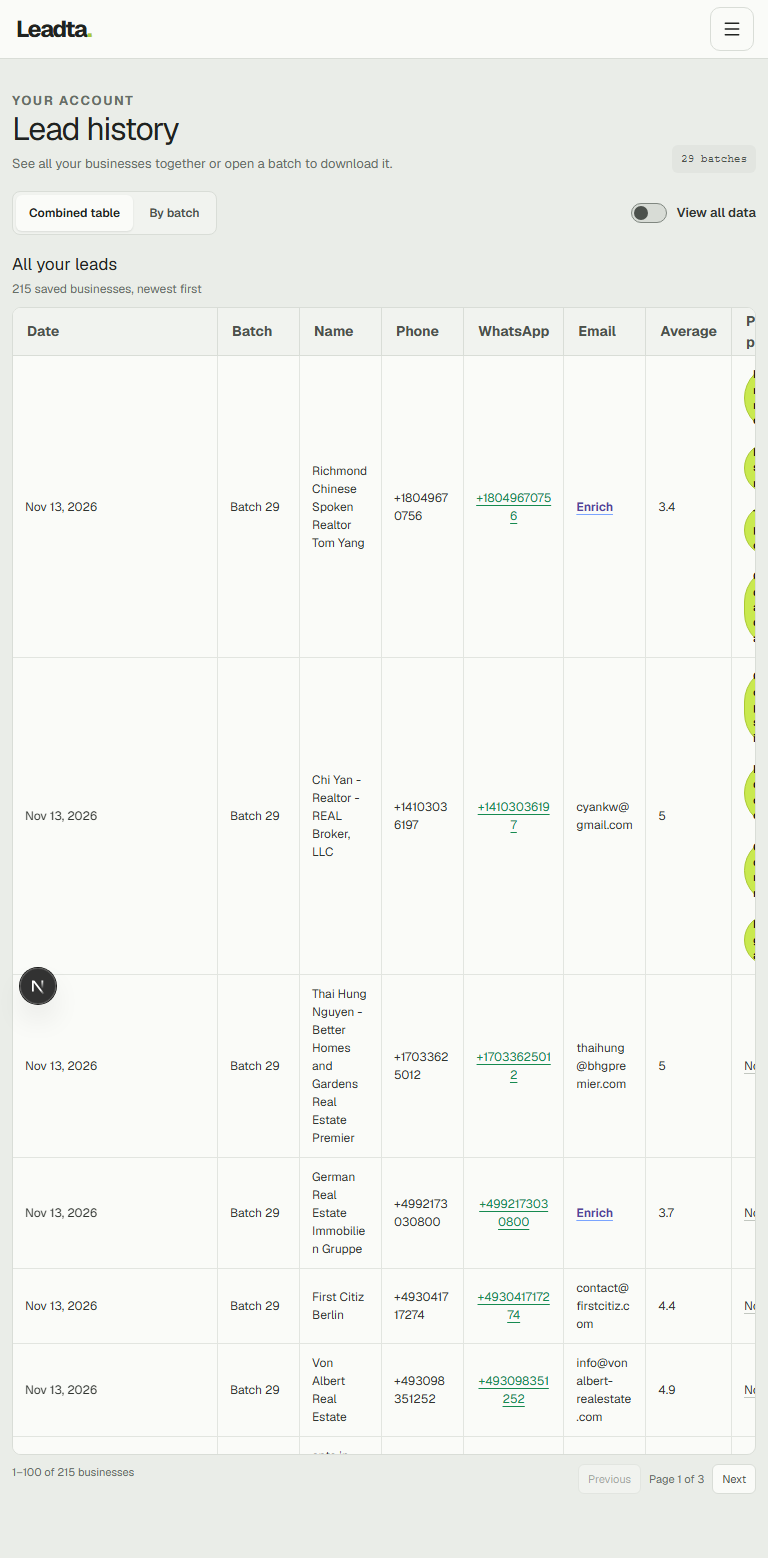 Leadta.
YOUR ACCOUNT
Lead history
See all your businesses together or open a batch to download it.
29 batches
Combined table
By batch
View all data
All your leads
215 saved businesses, newest first
Date
Batch
Name
Phone
WhatsApp
Email
Average
Nov 13, 2026
Batch 29
Richmond
Chinese
Spoken
Realtor
Tom Yang
+1804967
0756
+1804967075
6
Enrich
3.4
Nov 13, 2026
Batch 29
Chi Yan -
Realtor -
REAL
Broker,
LLC
+1410303
6197
+1410303619
7
cyankw@
gmail.com
5
Nov 13, 2026
Batch 29
Thai Hung
Nguyen -
Better
Homes
and
Gardens
Real
Estate
Premier
+1703362
5012
+1703362501
2
thaihung
@bhgpre
mier.com
5
Nov 13, 2026
Batch 29
German
Real
Estate
Immobilie
n Gruppe
+4992173
030800
+499217303
0800
Enrich
3.7
Nov 13, 2026
Batch 29
First Citiz
Berlin
+4930417
17274
+4930417172
74
contact@
firstcitiz.c
om
4.4
Nov 13, 2026
Batch 29
Von
Albert
Real
Estate
+493098
351252
+493098351
252
info@von
albert-
realestate
.com
4.9
1–100 of 215 businesses
Previous
Page 1 of 3
Next